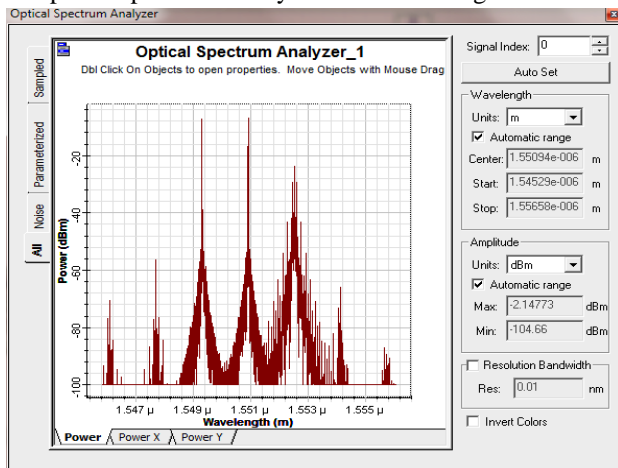 Optical Spectrum Analyzer
Optical Spectrum Analyzer_1
Dbl Click On Objects to open properties. Move Objects with Mouse Drag
Sampled
Parameterized
Noise
All
Power (dBm)
-20
-40
-60
-80
-100
1.547 µ
1.549 µ
1.551 µ
1.553 µ
1.555 µ
Wavelength (m)
Power
Power X
Power Y
Signal Index: 0
Auto Set
Wavelength
Units: m
Automatic range
Center: 1.55094e-006 m
Start: 1.54529e-006 m
Stop: 1.55658e-006 m
Amplitude
Units: dBm
Automatic range
Max: -2.14773 dBm
Min: -104.66 dBm
Resolution Bandwidth
Res: 0.01 nm
Invert Colors